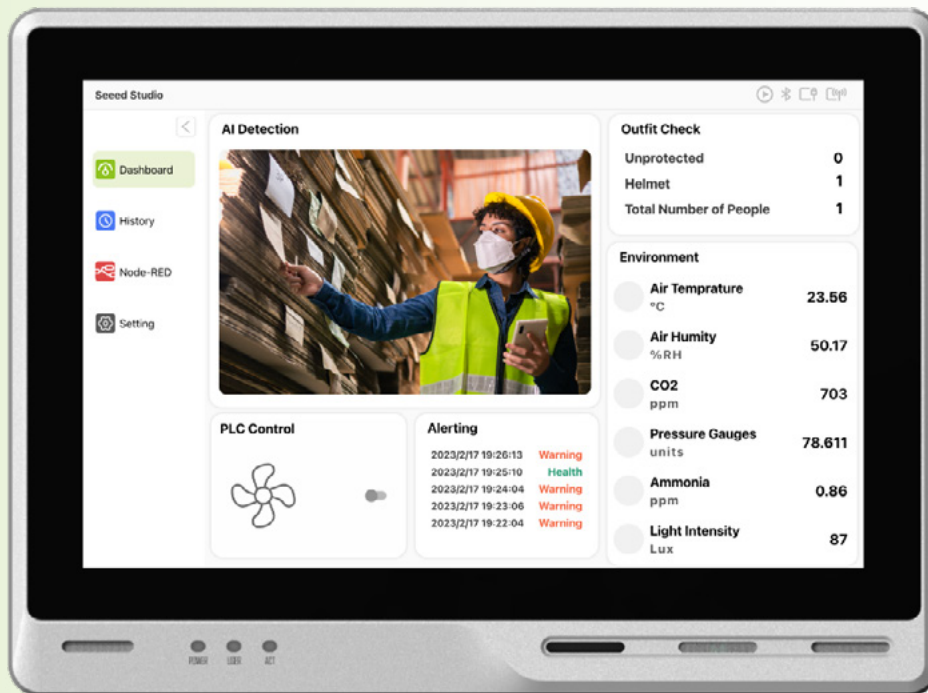 Seeed Studio
Dashboard
History
Node-RED
Setting
AI Detection
PLC Control
Alerting
2023/2/17 19:26:13 Warning
2023/2/17 19:25:10 Health
2023/2/17 19:24:04 Warning
2023/2/17 19:23:06 Warning
2023/2/17 19:22:04 Warning
Outfit Check
Unprotected 0
Helmet 1
Total Number of People 1
Environment
Air Temprature 23.56
°C
Air Humity 50.17
%RH
CO2 703
ppm
Pressure Gauges 78.611
units
Ammonia 0.86
ppm
Light Intensity 87
Lux
POWER USER ACT